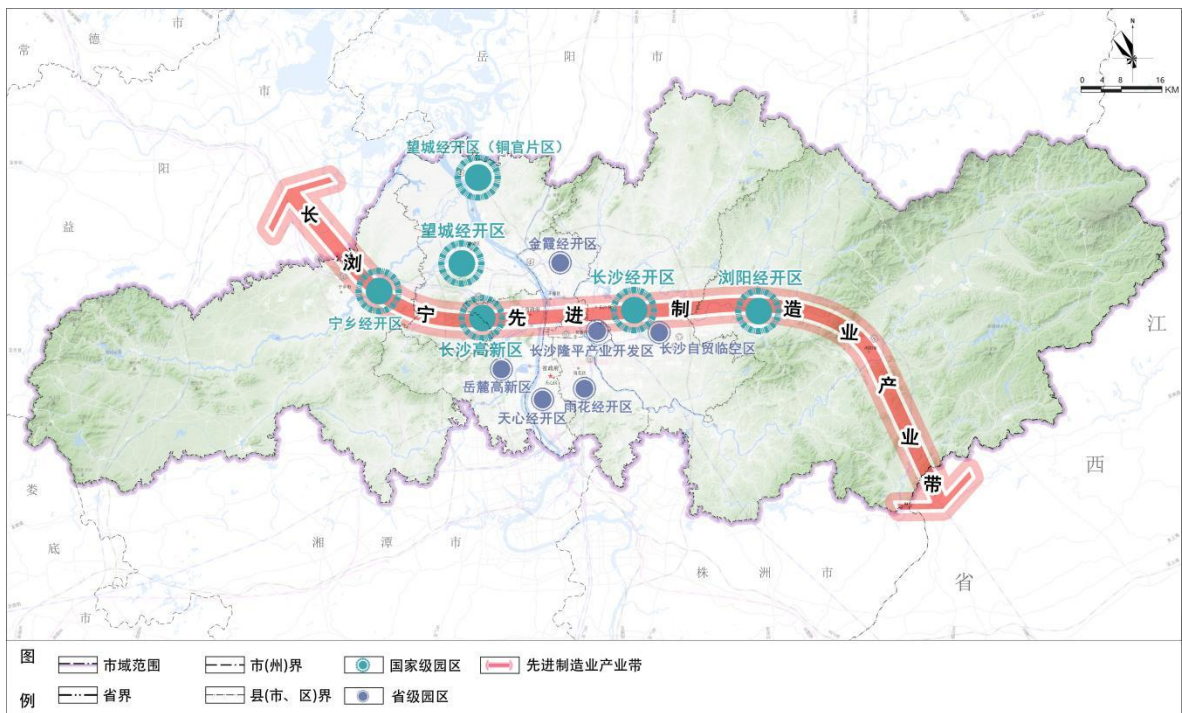 常 德 市
岳 阳 市
N
0 4 8 16
KM
益 阳 市
望城经开区（铜官片区）
望城经开区
金霞经开区
长沙经开区
浏阳经开区
宁乡经开区
长浏宁先进制造业产业带
长沙高新区
长沙隆平产业开发区
长沙自贸临空区
岳麓高新区
省政府
天心经开区
雨花经开区
江 西 省
娄 底 市
湘 潭 市
株 洲 市
图例
市域范围
市(州)界
国家级园区
先进制造业产业带
省界
县(市、区)界
省级园区